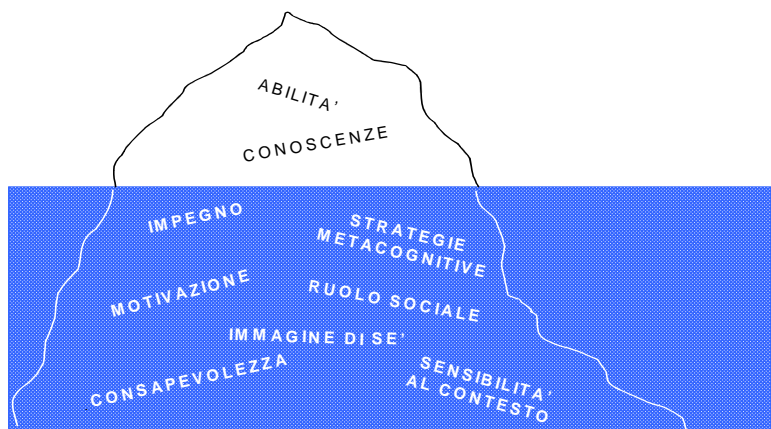 ABILITA'
CONOSCENZE
IMPEGNO
STRATEGIE
METACOGNITIVE
MOTIVAZIONE
RUOLO SOCIALE
IMMAGINE DI SE'
CONSAPEVOLEZZA
SENSIBILITA'
AL CONTESTO